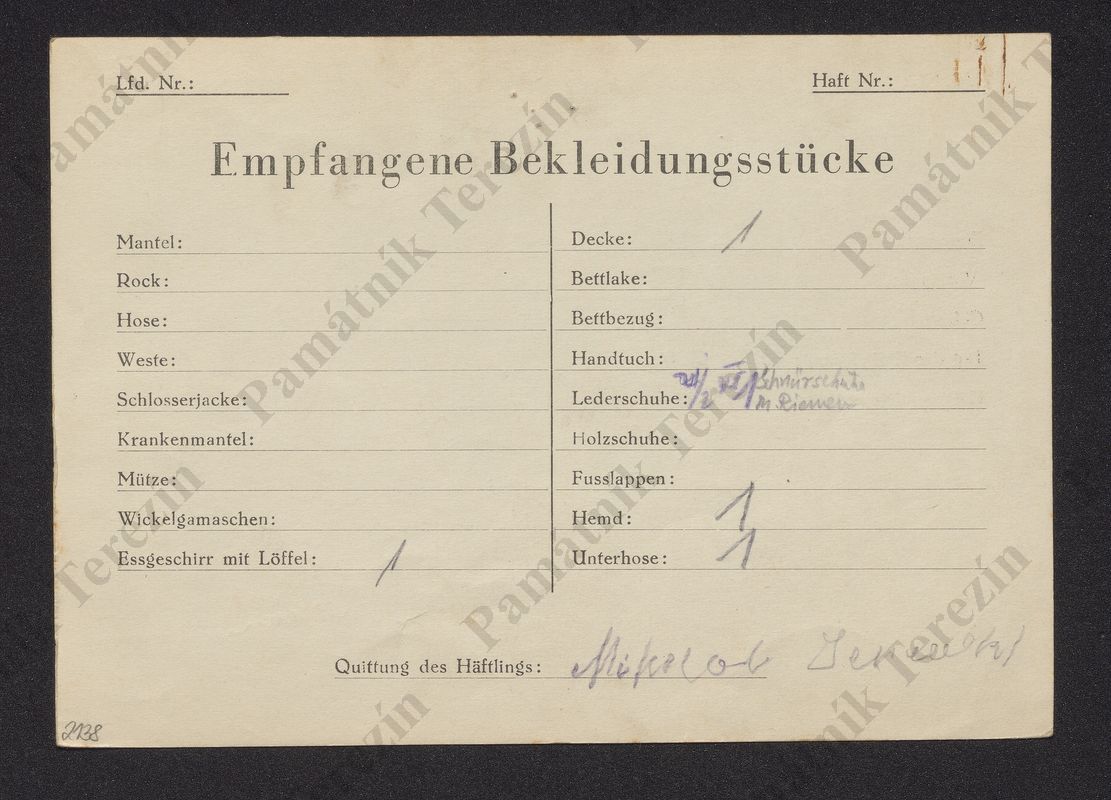 Lfd. Nr.:
Haft Nr.:
Empfangene Bekleidungsstücke
Mantel:
Rock:
Hose:
Weste:
Schlosserjacke:
Krankenmantel:
Mütze:
Wickelgamaschen:
Essgeschirr mit Löffel: 1
Decke: 1
Bettlake:
Bettbezug:
Handtuch:
Lederschuhe: 1 Schnürschuhe
m. Riemen
Holzschuhe:
Fusslappen:
Hemd: 1
Unterhose: 1
Quittung des Häftlings:
2138
Památník Terezín